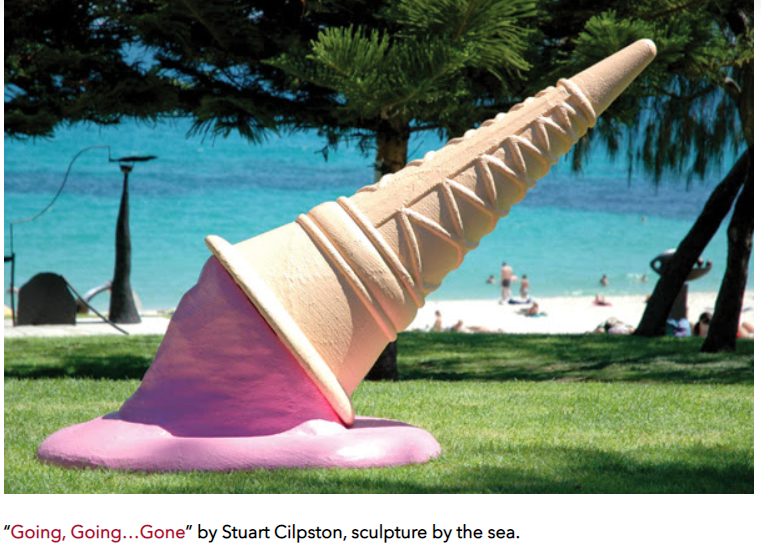 “Going, Going...Gone” by Stuart Cilpston, sculpture by the sea.